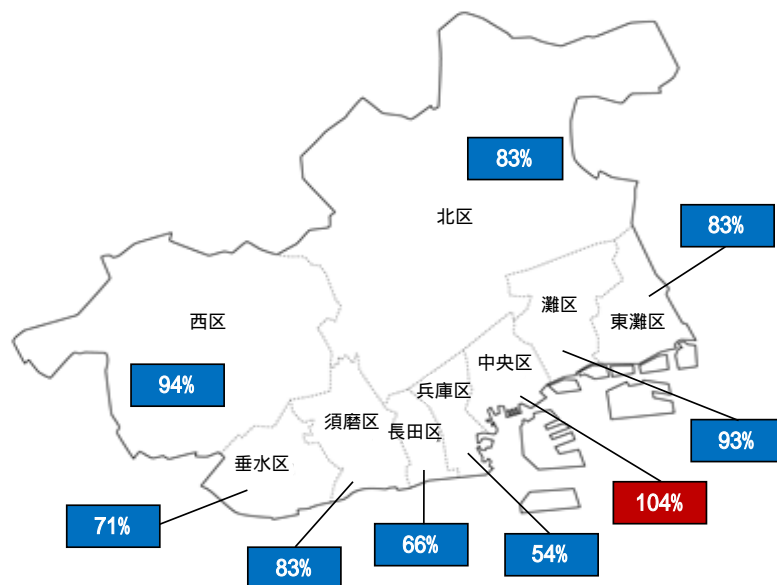 83%
北区
83%
灘区
東灘区
西区
中央区
94%
兵庫区
須磨区
長田区
93%
垂水区
104%
71%
66%
54%
83%